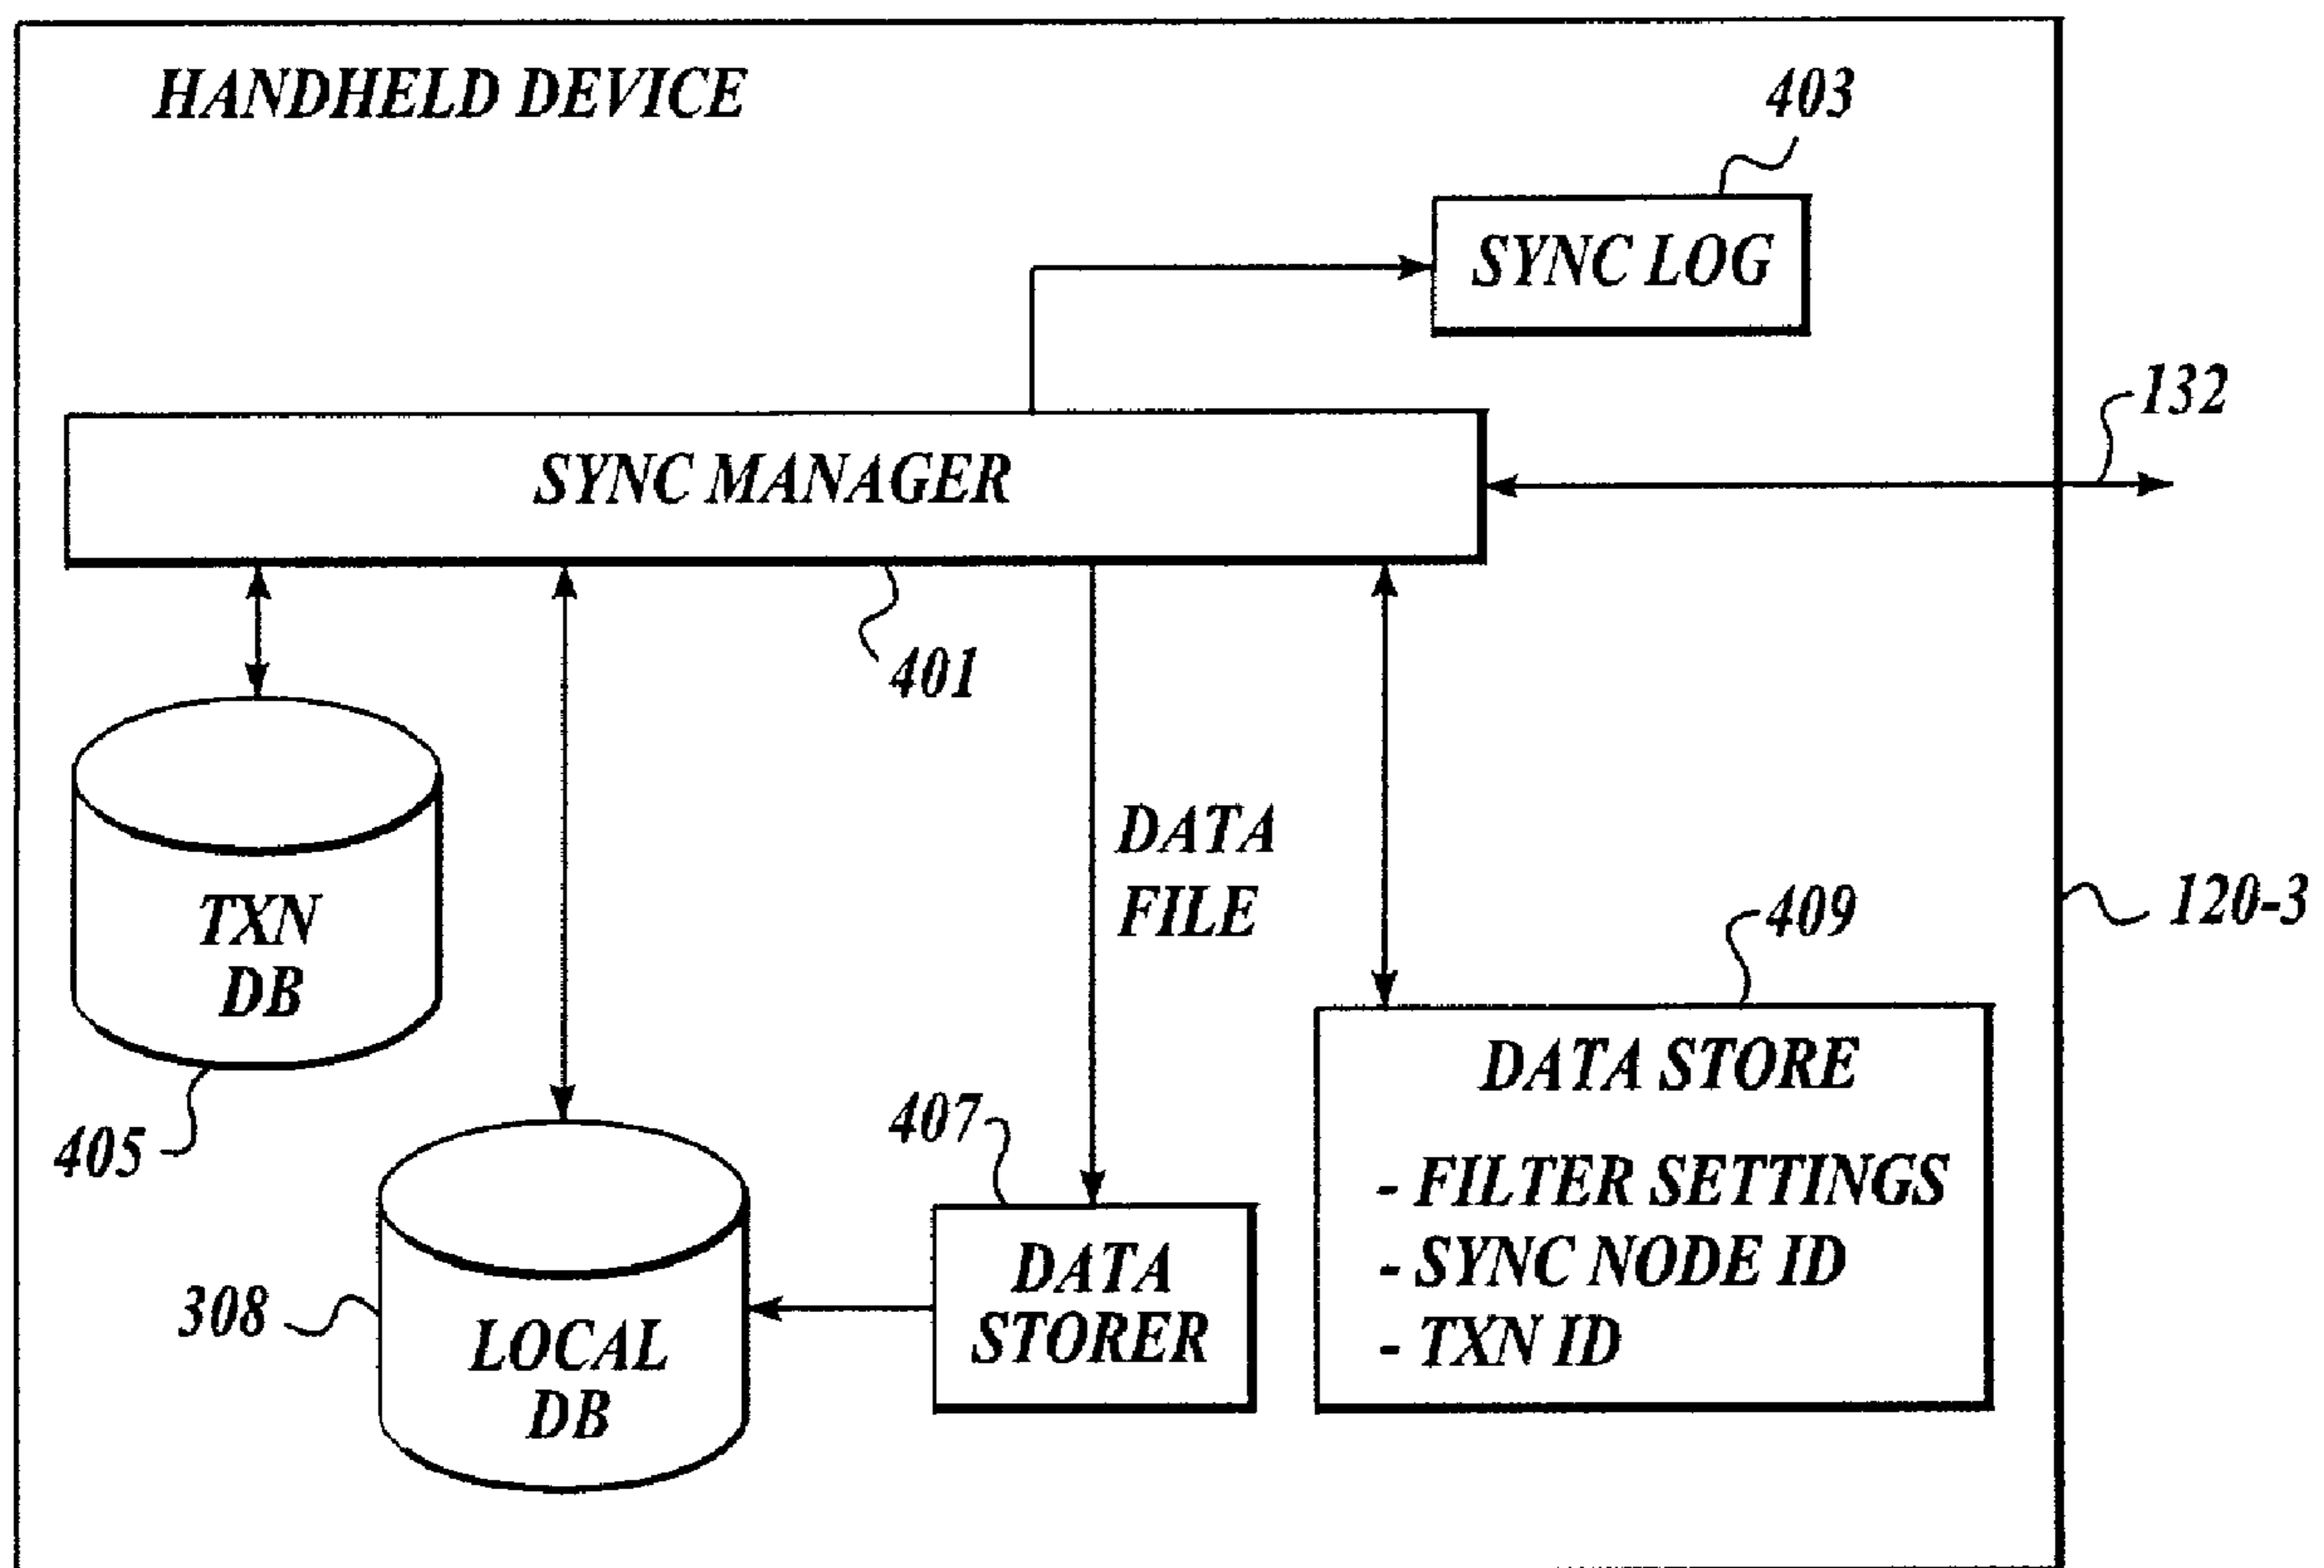 HANDHELD DEVICE
403
SYNC LOG
132
SYNC MANAGER
401
DATA
FILE
TXN
DB
405
409
120-3
DATA STORE
- FILTER SETTINGS
- SYNC NODE ID
- TXN ID
407
DATA
STORER
308
LOCAL
DB